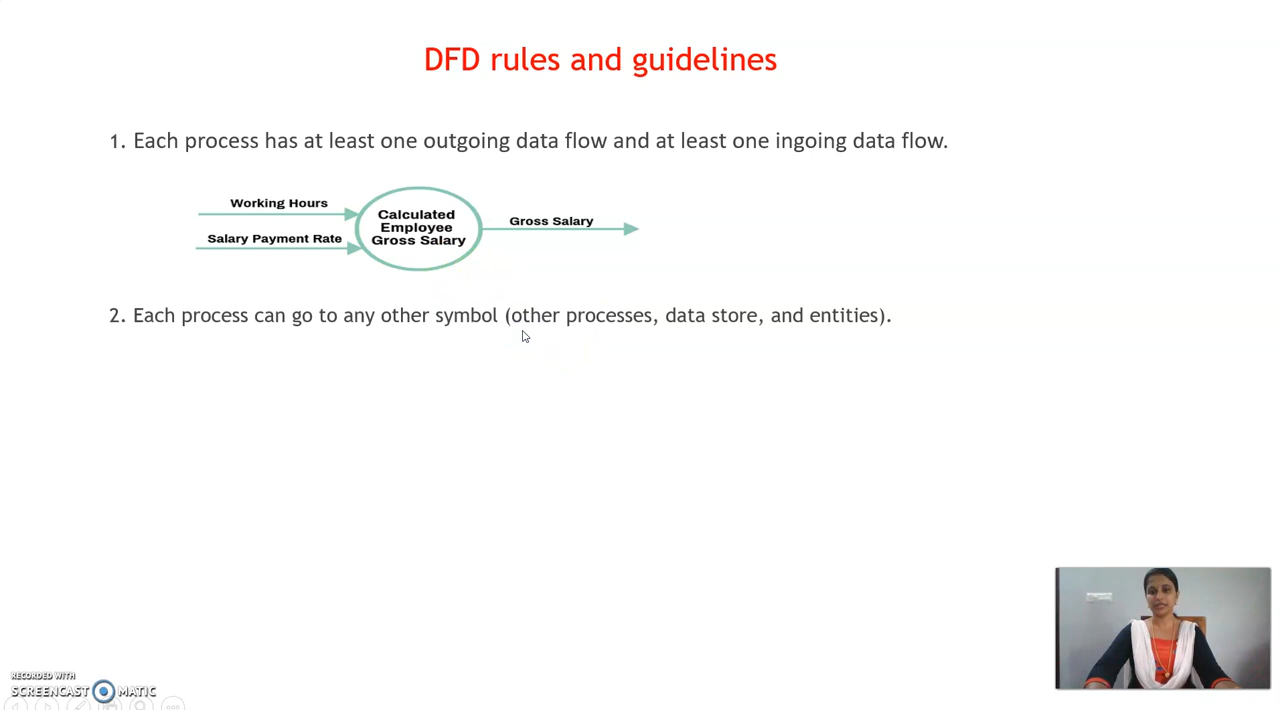 DFD rules and guidelines
1. Each process has at least one outgoing data flow and at least one ingoing data flow.
Working Hours
Salary Payment Rate
Calculated
Employee
Gross Salary
Gross Salary
2. Each process can go to any other symbol (other processes, data store, and entities).
RECORDED WITH
SCREENCAST MATIC